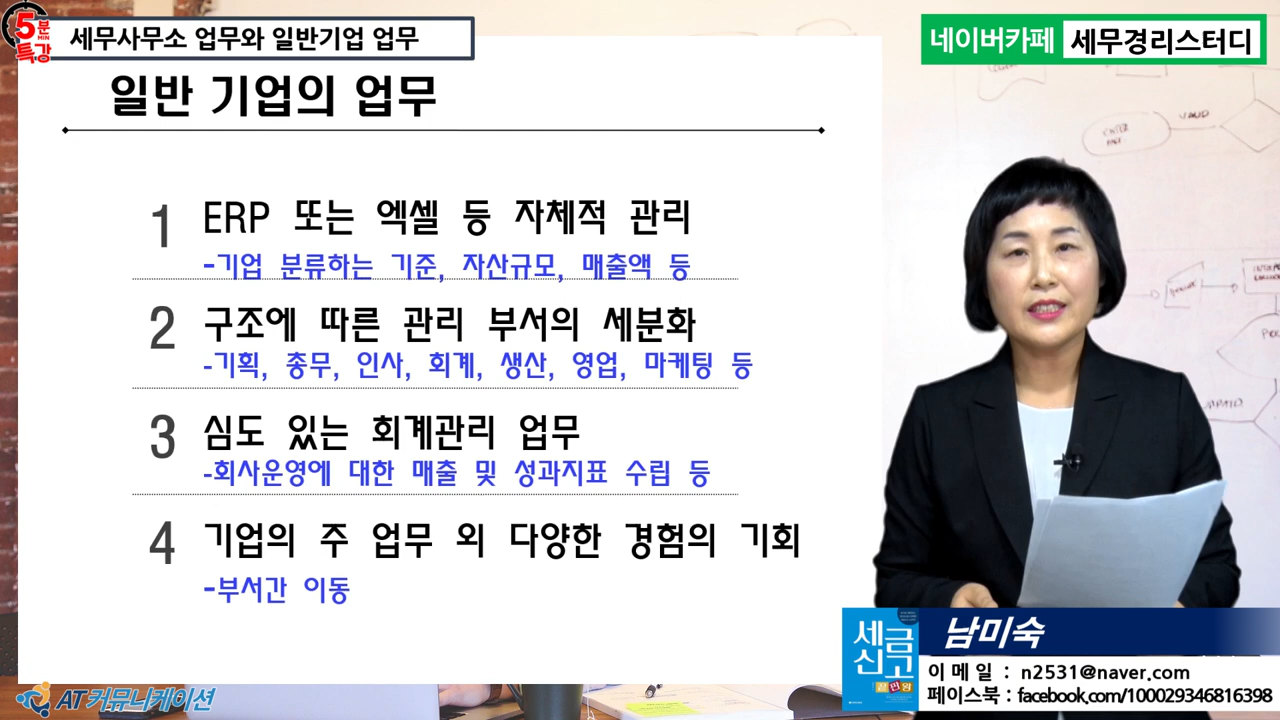 5분
MIN
특강
세무사무소 업무와 일반기업 업무
네이버카페 세무경리스터디
일반 기업의 업무
1 ERP 또는 엑셀 등 자체적 관리
-기업 분류하는 기준, 자산규모, 매출액 등
2 구조에 따른 관리 부서의 세분화
-기획, 총무, 인사, 회계, 생산, 영업, 마케팅 등
3 심도 있는 회계관리 업무
-회사운영에 대한 매출 및 성과지표 수립 등
4 기업의 주 업무 외 다양한 경험의 기회
-부서간 이동
VALID
ENTER
세금
신고
끝판왕
남미숙
이 메 일 : n2531@naver.com
페이스북 : facebook.com/100029346816398
AT커뮤니케이션